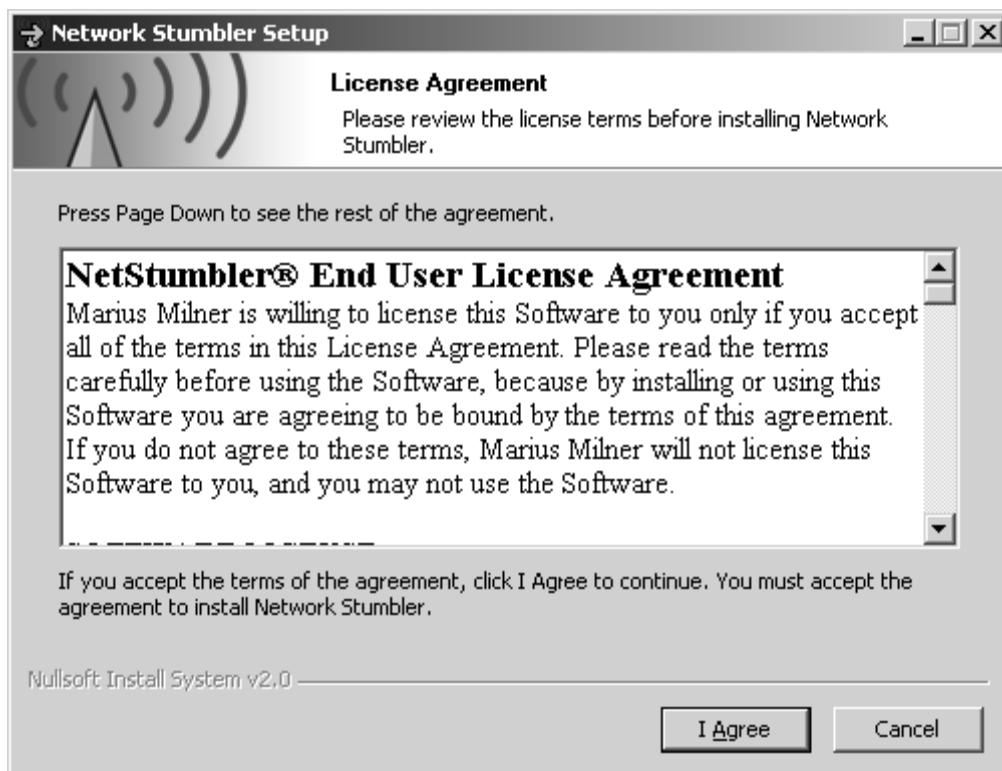 Network Stumbler Setup
License Agreement
Please review the license terms before installing Network
Stumbler.
Press Page Down to see the rest of the agreement.
NetStumbler® End User License Agreement
Marius Milner is willing to license this Software to you only if you accept
all of the terms in this License Agreement. Please read the terms
carefully before using the Software, because by installing or using this
Software you are agreeing to be bound by the terms of this agreement.
If you do not agree to these terms, Marius Milner will not license this
Software to you, and you may not use the Software.
If you accept the terms of the agreement, click I Agree to continue. You must accept the
agreement to install Network Stumbler.
Nullsoft Install System v2.0
I Agree Cancel